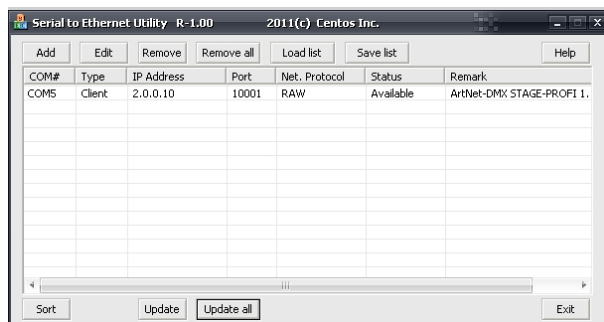 Serial to Ethernet Utility R-1.00 2011(c) Centos Inc.
Add Edit Remove Remove all Load list Save list Help
COM# Type IP Address Port Net. Protocol Status Remark
COM5 Client 2.0.0.10 10001 RAW Available ArtNet-DMX STAGE-PROFI 1.
Sort Update Update all Exit